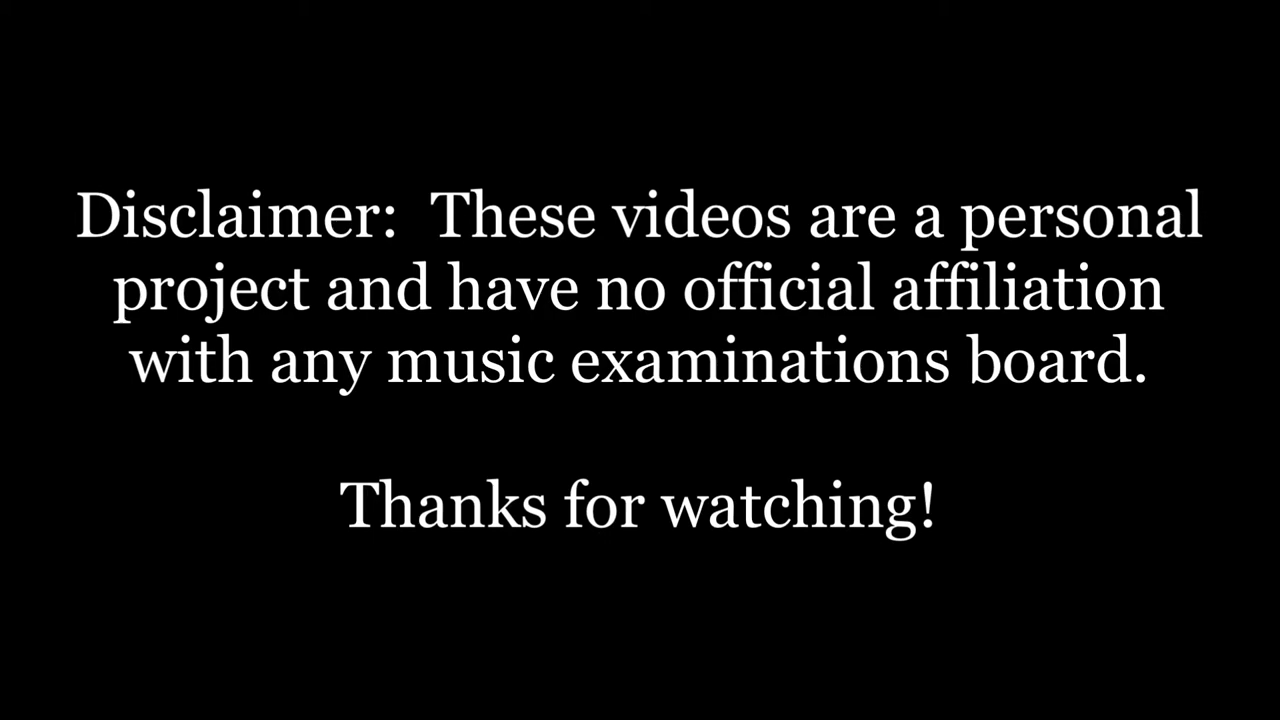 Disclaimer:  These videos are a personal
project and have no official affiliation
with any music examinations board.
Thanks for watching!